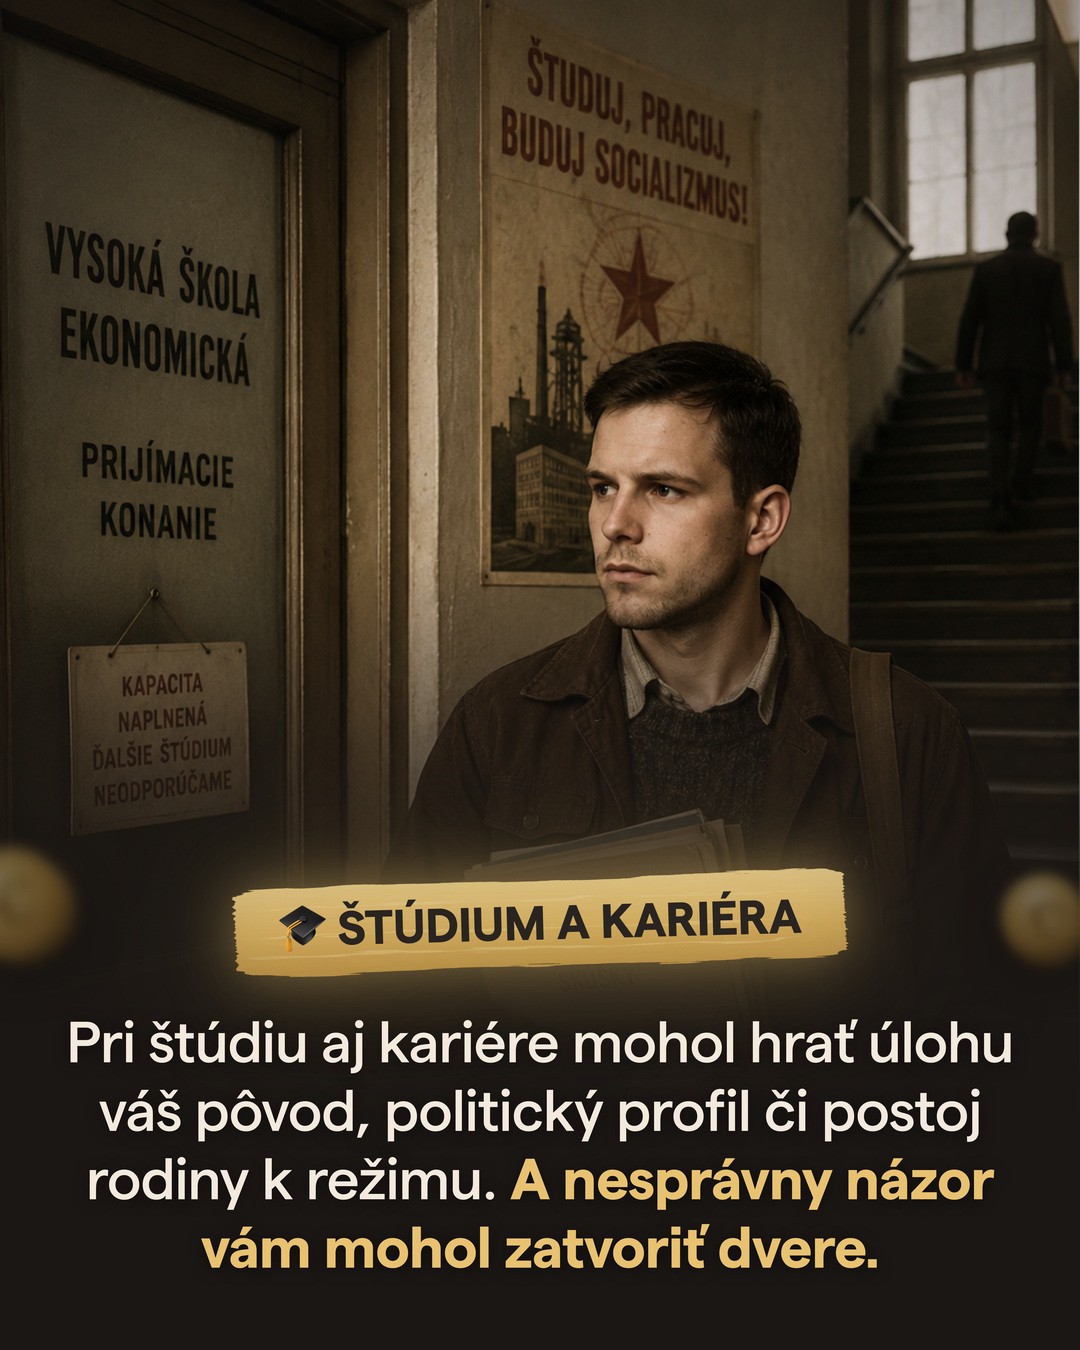 VYSOKÁ ŠKOLA
EKONOMICKÁ
PRIJÍMACIE
KONANIE
KAPACITA
NAPLNENÁ
ĎALŠIE ŠTÚDIUM
NEODPORÚČAME
ŠTUDUJ, PRACUJ,
BUDUJ SOCIALIZMUS!
🎓 ŠTÚDIUM A KARIÉRA
Pri štúdiu aj kariére mohol hrať úlohu
váš pôvod, politický profil či postoj
rodiny k režimu. A nesprávny názor
vám mohol zatvoriť dvere.